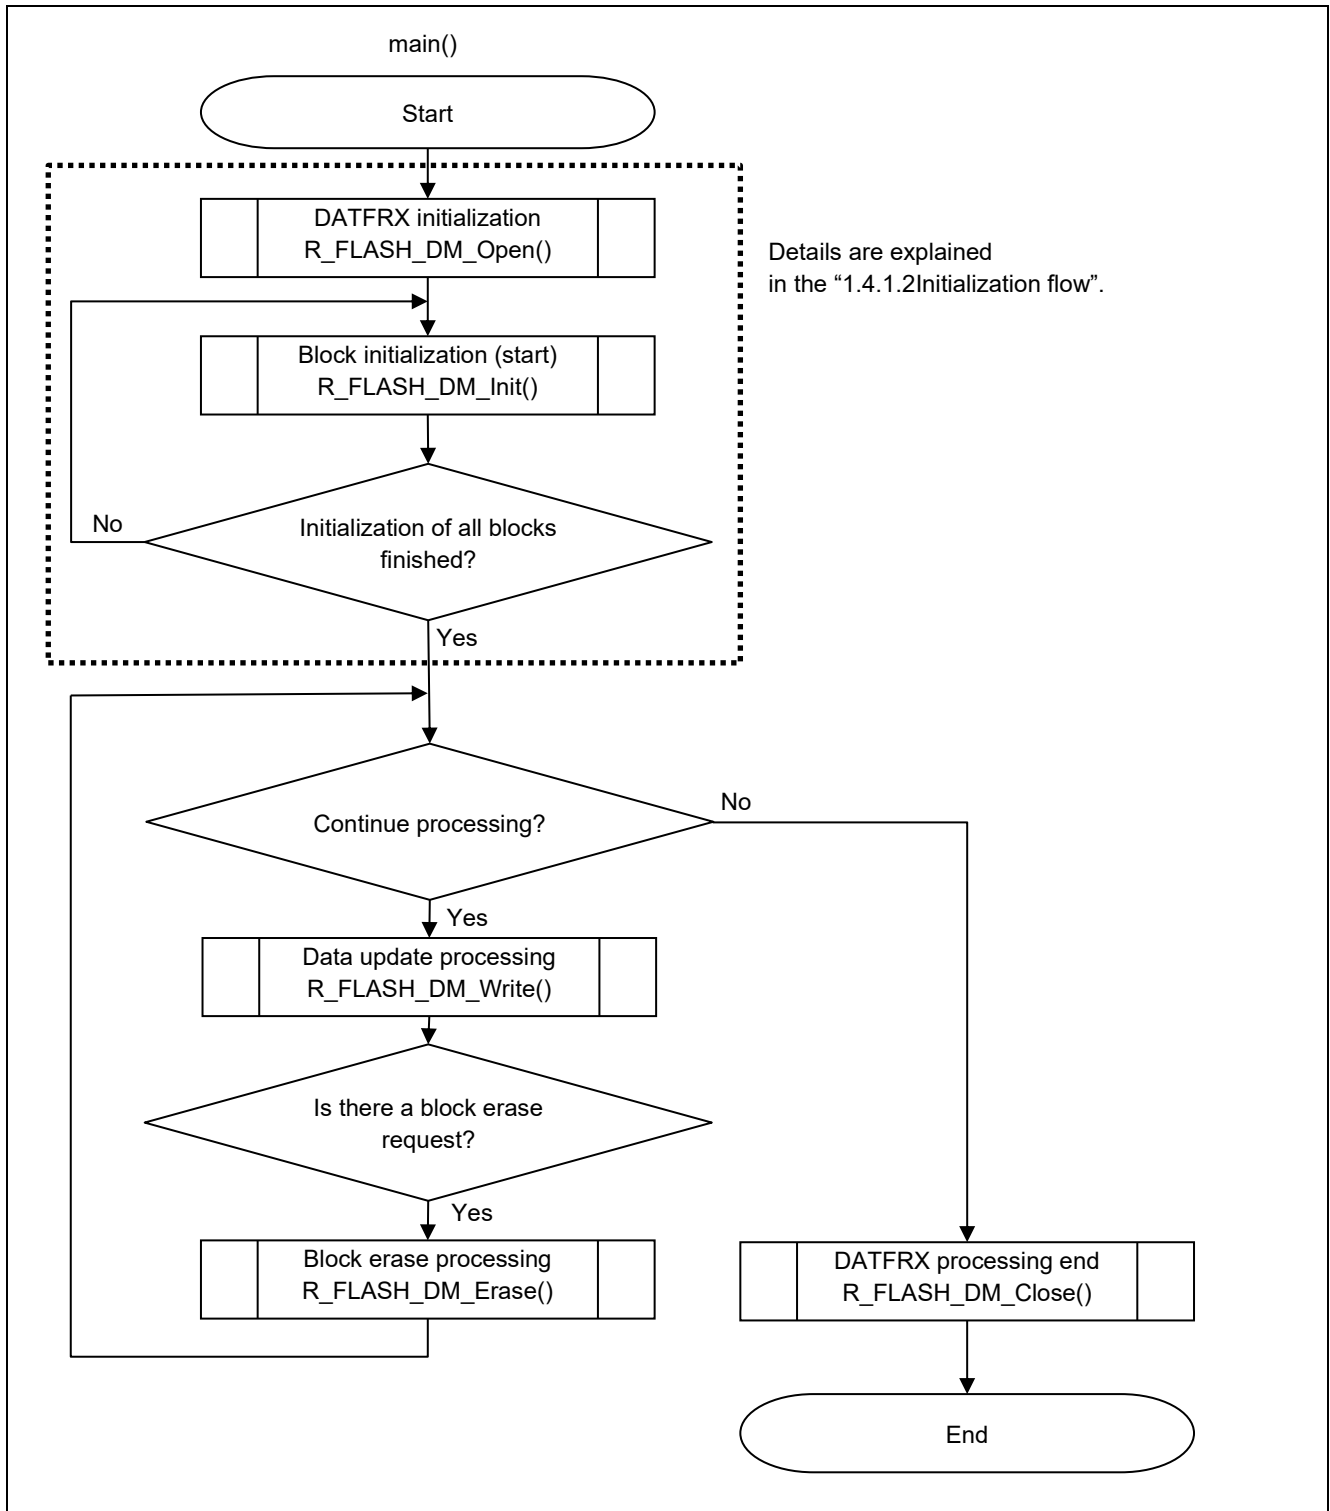 main()
Start
DATFRX initialization
R_FLASH_DM_Open()
Details are explained
in the “1.4.1.2Initialization flow”.
Block initialization (start)
R_FLASH_DM_Init()
No
Initialization of all blocks
finished?
Yes
No
Continue processing?
Yes
Data update processing
R_FLASH_DM_Write()
Is there a block erase
request?
Yes
Block erase processing
R_FLASH_DM_Erase()
DATFRX processing end
R_FLASH_DM_Close()
End